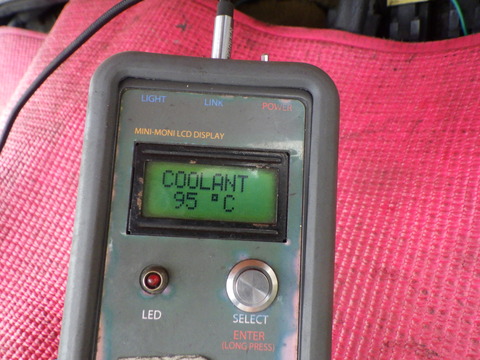 LIGHT LINK POWER
MINI-MONI LCD DISPLAY
COOLANT
95 °C
LED SELECT
ENTER
(LONG PRESS)